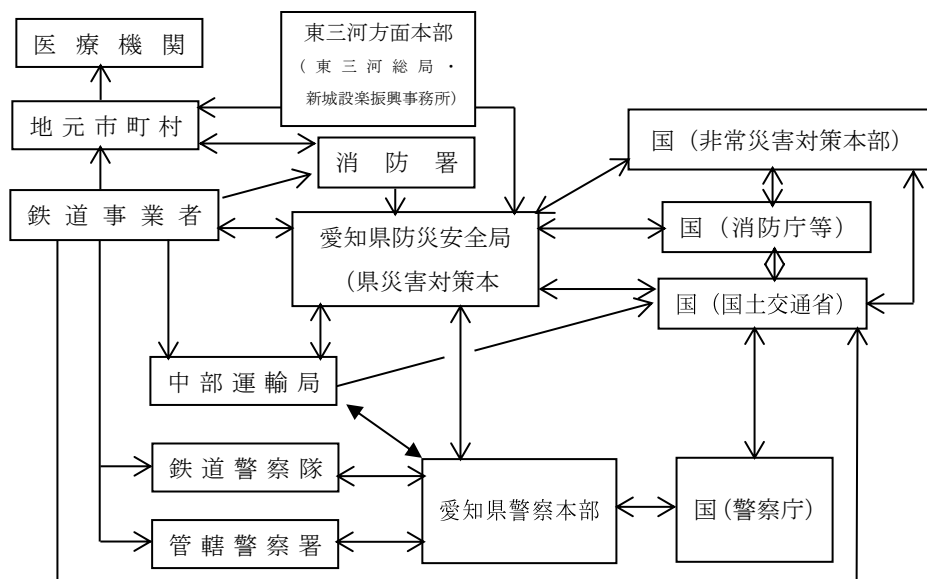 医療機関
東三河方面本部
(東三河総局・
新城設楽振興事務所)
地元市町村
消防署
国(非常災害対策本部)
鉄道事業者
愛知県防災安全局
(県災害対策本
国(消防庁等)
国(国土交通省)
中部運輸局
鉄道警察隊
愛知県警察本部
国(警察庁)
管轄警察署